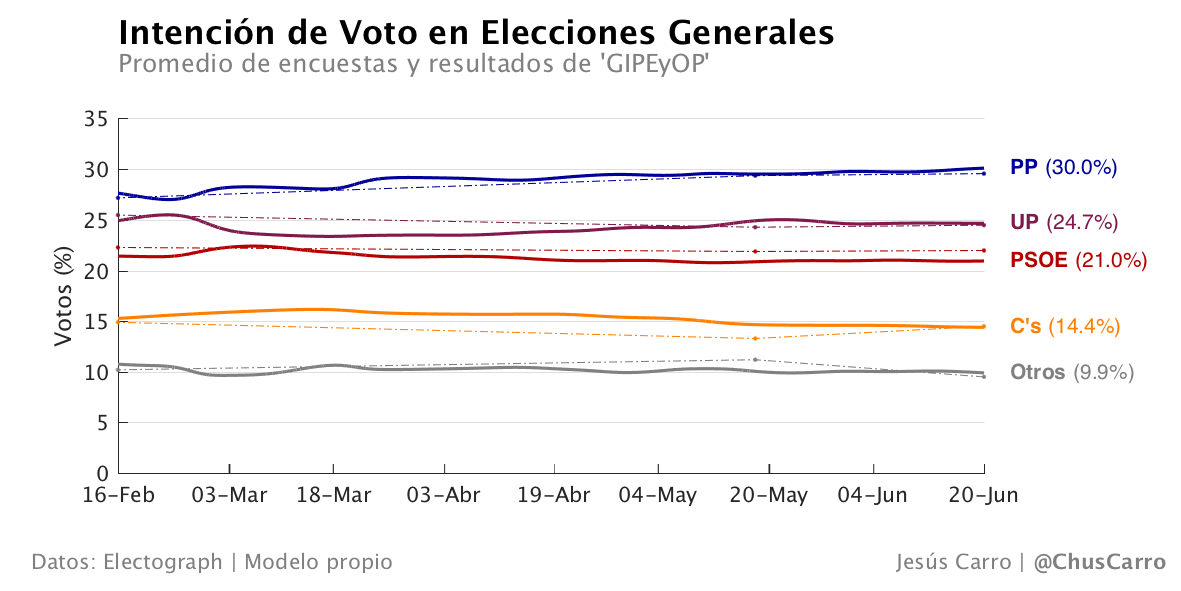 Intención de Voto en Elecciones Generales
Promedio de encuestas y resultados de 'GIPEyOP'
Votos (%)
35
30
25
20
15
10
5
0
PP (30.0%)
UP (24.7%)
PSOE (21.0%)
C's (14.4%)
Otros (9.9%)
16-Feb 03-Mar 18-Mar 03-Abr 19-Abr 04-May 20-May 04-Jun 20-Jun
Datos: Electograph | Modelo propio
Jesús Carro | @ChusCarro